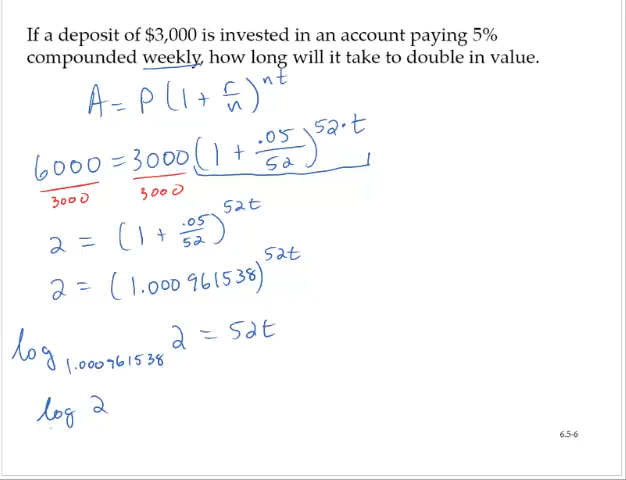 If a deposit of $3,000 is invested in an account paying 5%
compounded weekly, how long will it take to double in value.
A = P (1 + r/n)^nt
6000 = 3000 (1 + .05/52)^52·t
3000 3000
2 = (1 + .05/52)^52t
2 = (1.000961538)^52t
log_1.000961538 2 = 52t
log 2
6.5-6